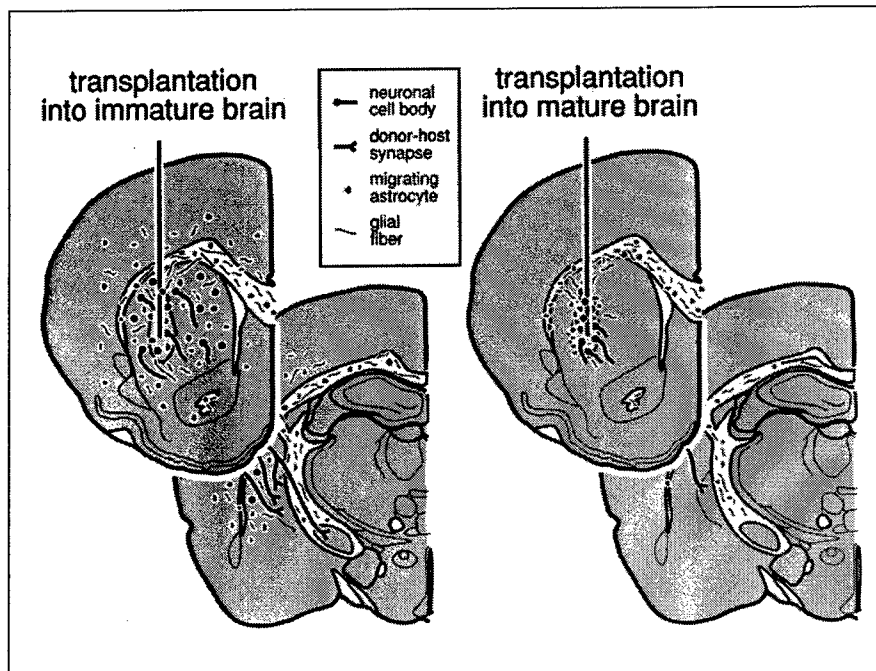 transplantation
into immature brain
neuronal
cell body
donor-host
synapse
migrating
astrocyte
glial
fiber
transplantation
into mature brain